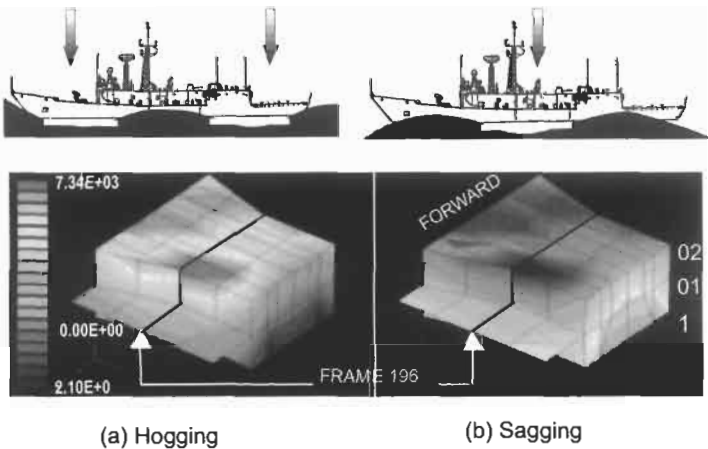 7.34E+03
0.00E+00
2.10E+0
FORWARD
02
01
1
FRAME 196
(a) Hogging
(b) Sagging